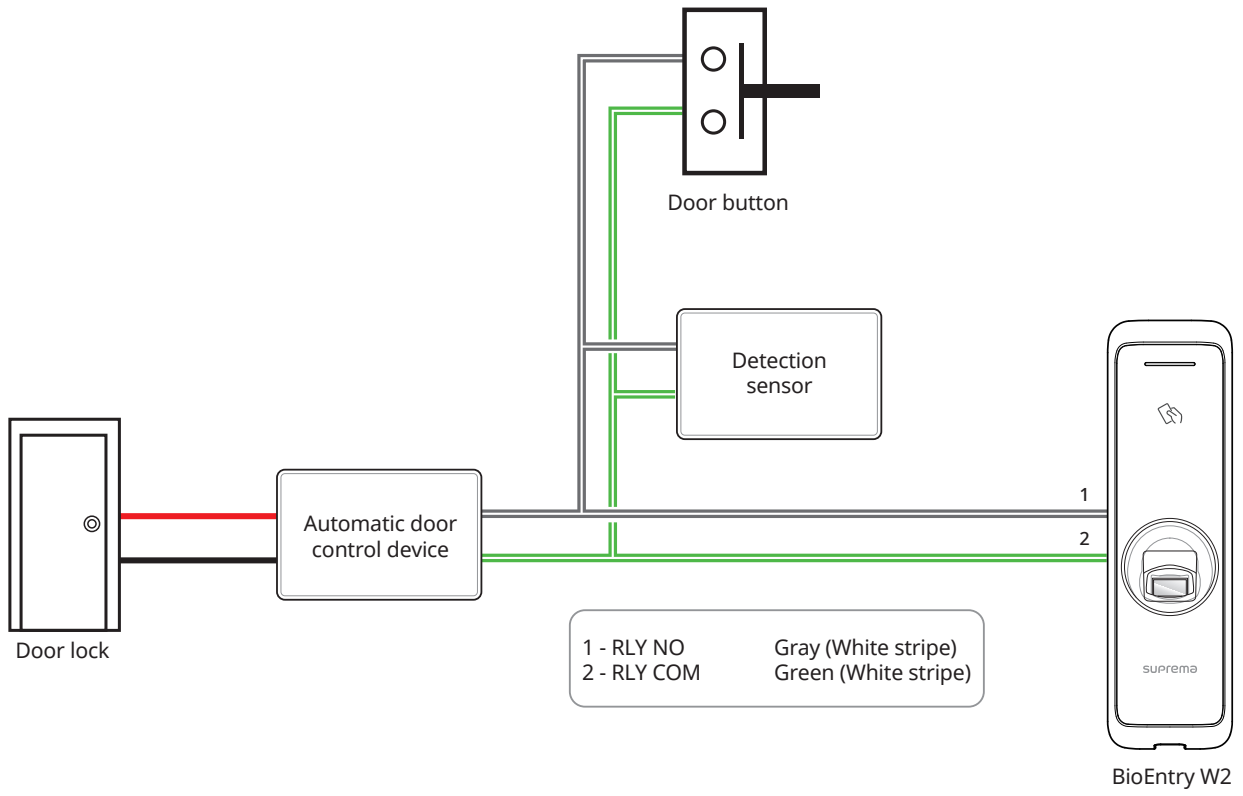 Door button
Detection
sensor
Automatic door
control device
1
2
Door lock
1 - RLY NO Gray (White stripe)
2 - RLY COM Green (White stripe)
suprema
BioEntry W2